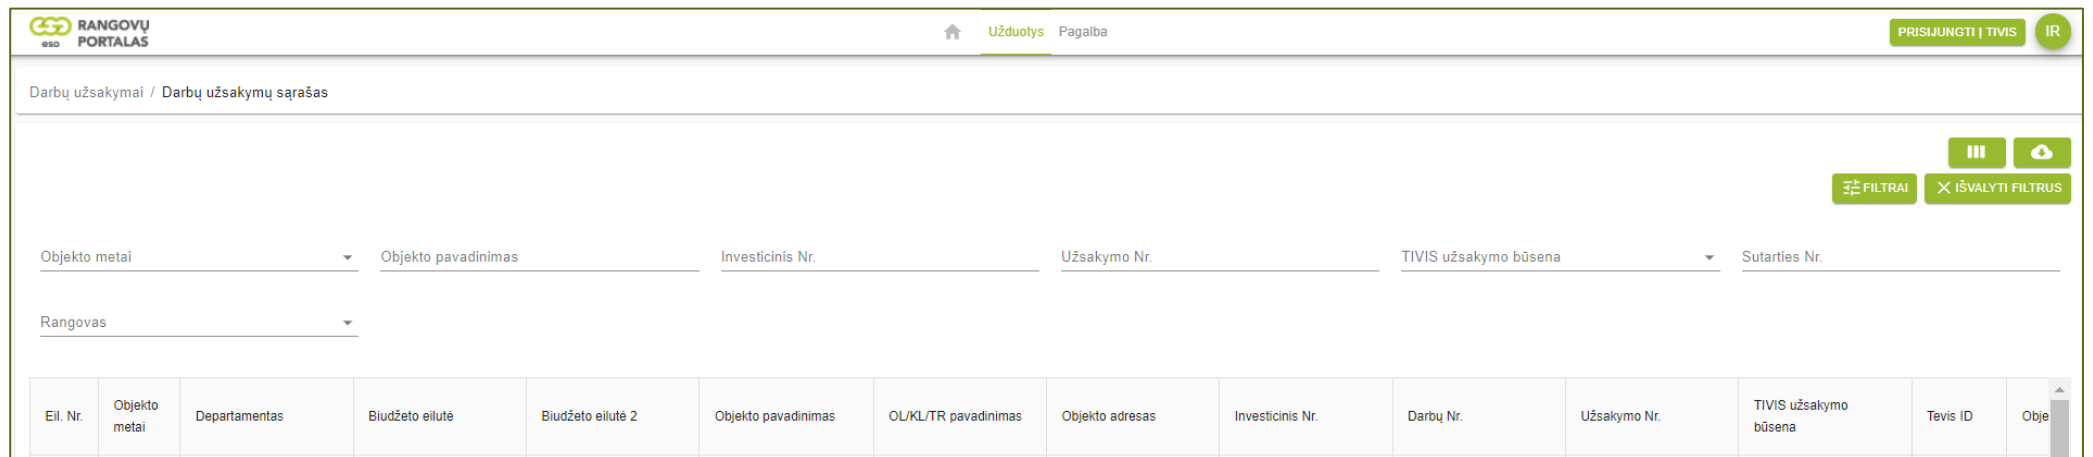 eso RANGOVŲ PORTALAS
Užduotys Pagalba
PRISIJUNGTI Į TIVIS IR
Darbų užsakymai / Darbų užsakymų sąrašas
FILTRAI IŠVALYTI FILTRUS
Objekto metai Objekto pavadinimas Investicinis Nr. Užsakymo Nr. TIVIS užsakymo būsena Sutarties Nr.
Rangovas
Eil. Nr. Objekto metai Departamentas Biudžeto eilutė Biudžeto eilutė 2 Objekto pavadinimas OL/KL/TR pavadinimas Objekto adresas Investicinis Nr. Darbų Nr. Užsakymo Nr. TIVIS užsakymo būsena Tevis ID Obje